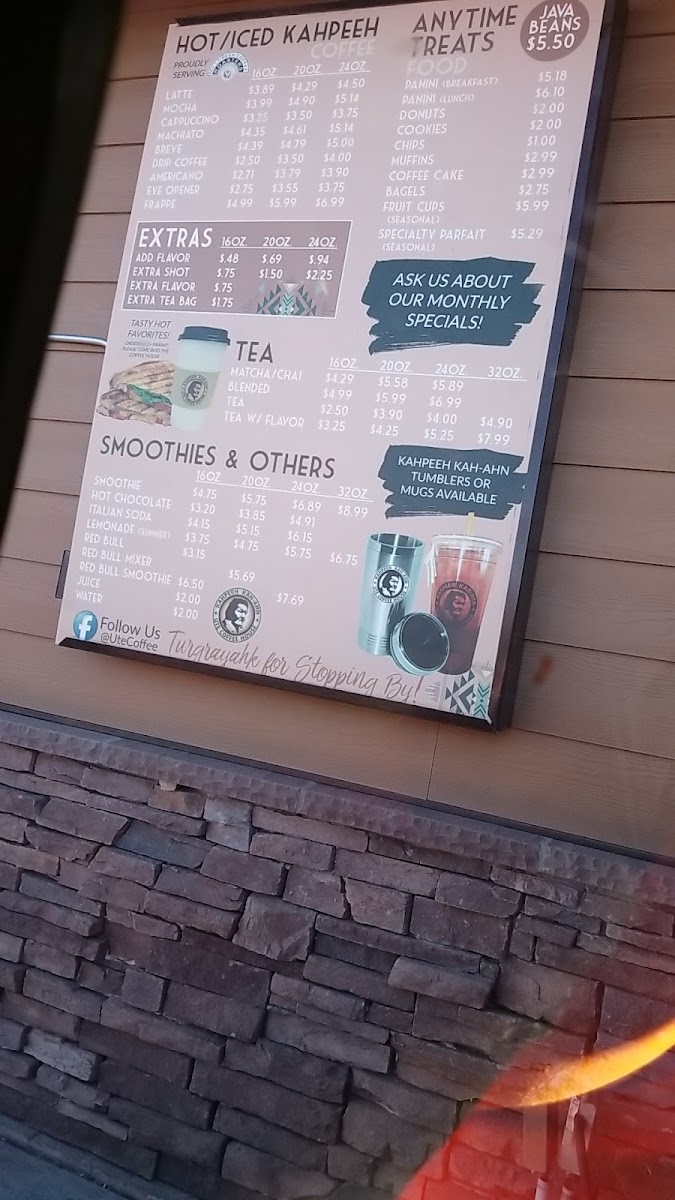 HOT/ICED KAHPEEH
COFFEE
PROUDLY
SERVING
16OZ. 20OZ. 24OZ.
LATTE $3.89 $4.29 $4.50
MOCHA $3.99 $4.90 $5.14
CAPPUCCINO $3.25 $3.50 $3.75
MACHIATO $4.35 $4.61 $5.14
BREVE $4.39 $4.79 $5.00
DRIP COFFEE $2.50 $3.50 $4.00
AMERICANO $2.71 $3.79 $3.90
EYE OPENER $2.75 $3.55 $3.75
FRAPPE $4.99 $5.99 $6.99
EXTRAS 16OZ. 20OZ. 24OZ.
ADD FLAVOR $.48 $.69 $.94
EXTRA SHOT $.75 $1.50 $2.25
EXTRA FLAVOR $.75
EXTRA TEA BAG $1.75
ANYTIME
TREATS
FOOD
JAVA
BEANS
$5.50
PANINI (BREAKFAST) $5.18
PANINI (LUNCH) $6.10
DONUTS $2.00
COOKIES $2.00
CHIPS $1.00
MUFFINS $2.99
COFFEE CAKE $2.99
BAGELS $2.75
FRUIT CUPS $5.99
(SEASONAL)
SPECIALTY PARFAIT $5.29
(SEASONAL)
ASK US ABOUT
OUR MONTHLY
SPECIALS!
TASTY HOT
FAVORITES!
PLEASE COME INTO THE
COFFEE HOUSE
TEA
16OZ. 20OZ. 24OZ. 32OZ.
MATCHA/CHAI $4.29 $5.58 $5.89
BLENDED $4.99 $5.99 $6.99
TEA $2.50 $3.90 $4.00 $4.90
TEA W/ FLAVOR $3.25 $4.25 $5.25 $7.99
SMOOTHIES & OTHERS
16OZ. 20OZ. 24OZ. 32OZ.
SMOOTHIE $4.75 $5.75 $6.89 $8.99
HOT CHOCOLATE $3.20 $3.85 $4.91
ITALIAN SODA $4.15 $5.15 $6.15
LEMONADE (SUMMER) $3.75 $4.75 $5.75 $6.75
RED BULL $3.15
RED BULL MIXER $5.69
RED BULL SMOOTHIE $6.50 $7.69
JUICE $2.00
WATER $2.00
KAHPEEH KAH-AHN
TUMBLERS OR
MUGS AVAILABLE
KAHPEEH KAH-AHN
UTE COFFEE HOUSE
Follow Us
@UteCoffee
Turgrayahk for Stopping By!